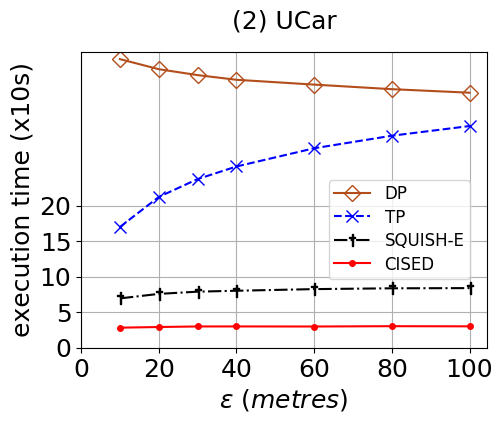 (2) UCar
execution time (x10s)
20
15
10
5
0
DP
TP
SQUISH-E
CISED
0 20 40 60 80 100
ε (metres)